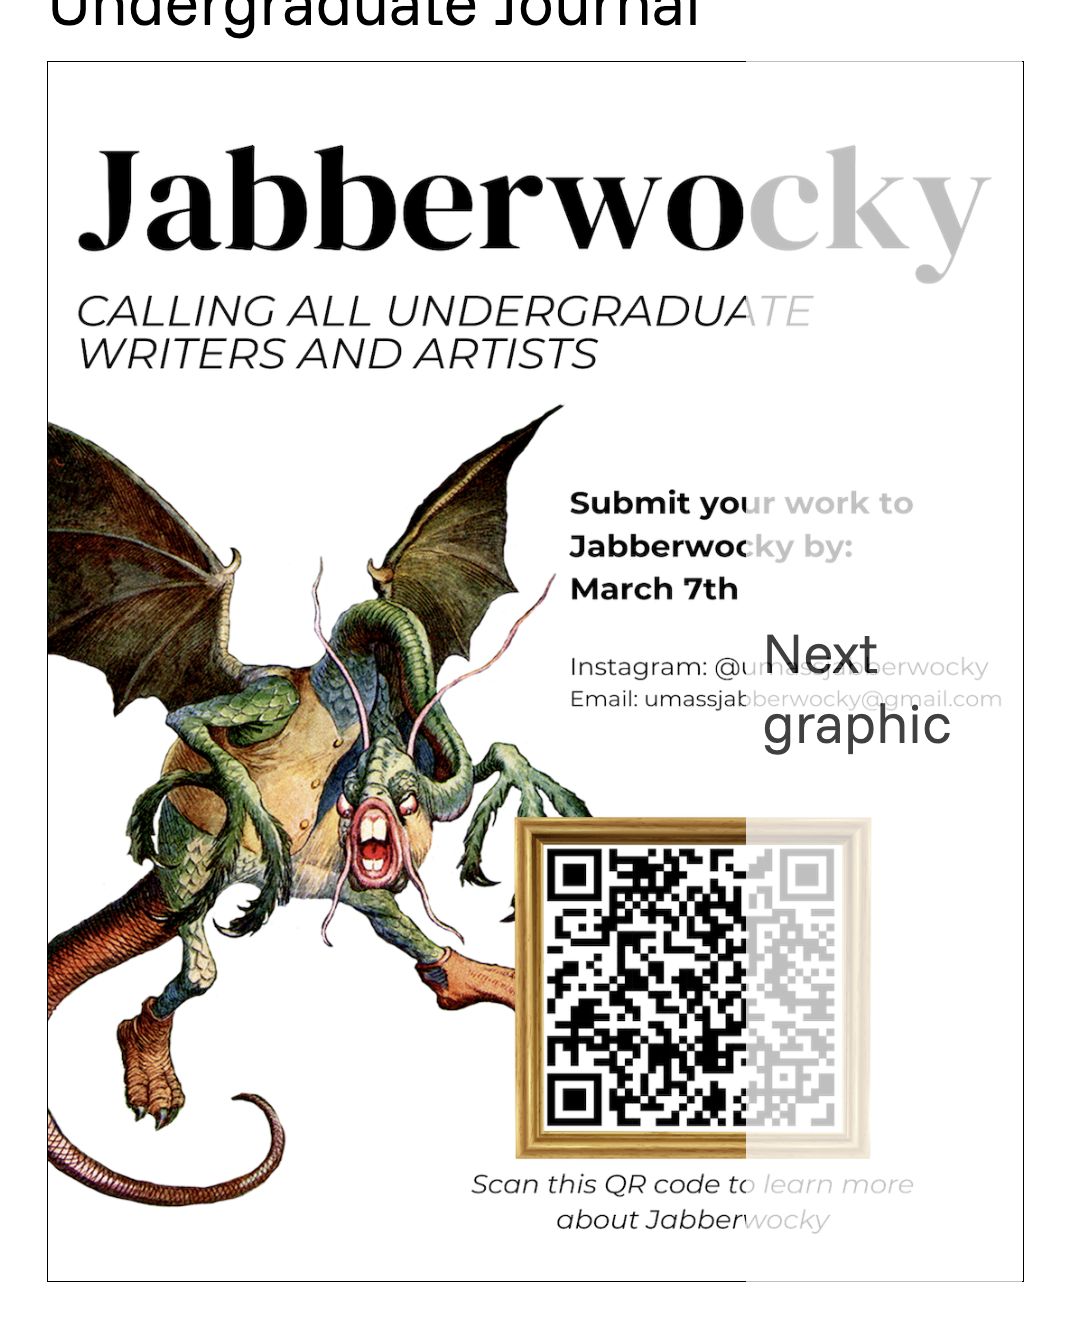 Undergraduate Journal
Jabberwocky
CALLING ALL UNDERGRADUATE
WRITERS AND ARTISTS
Submit your work to
Jabberwocky by:
March 7th
Instagram: @umassjabberwocky
Email: umassjabberwocky@gmail.com
Next
graphic
Scan this QR code to learn more
about Jabberwocky